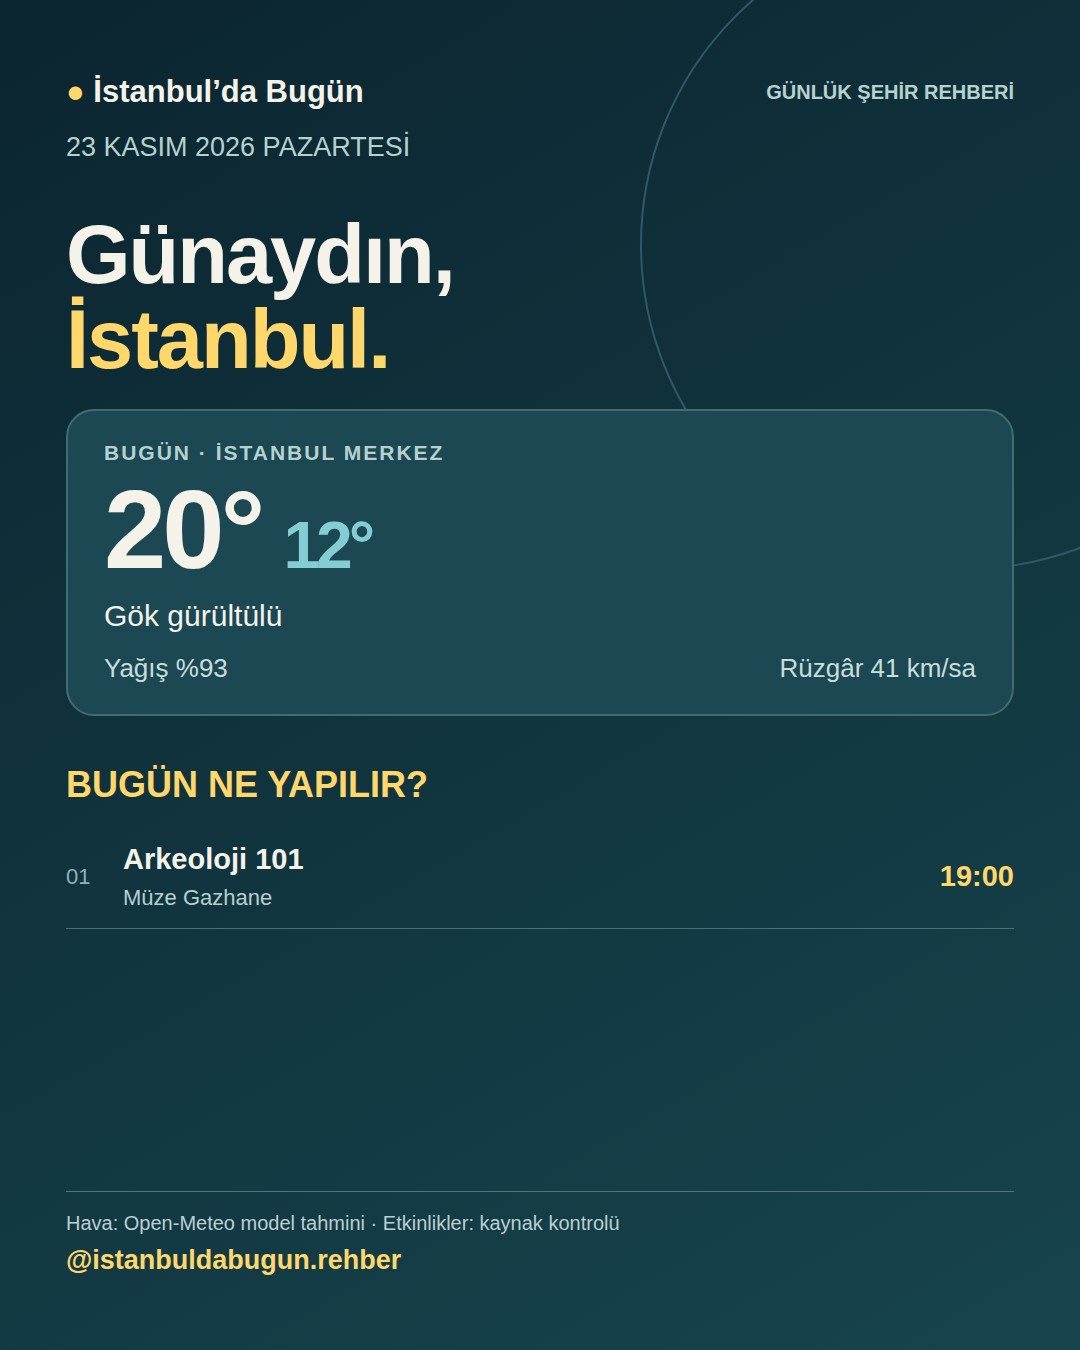 ● İstanbul’da Bugün
GÜNLÜK ŞEHİR REHBERİ
23 KASIM 2026 PAZARTESİ
Günaydın,
İstanbul.
BUGÜN · İSTANBUL MERKEZ
20° 12°
Gök gürültülü
Yağış %93
Rüzgâr 41 km/sa
BUGÜN NE YAPILIR?
01
Arkeoloji 101
Müze Gazhane
19:00
Hava: Open-Meteo model tahmini · Etkinlikler: kaynak kontrolü
@istanbuldabugun.rehber